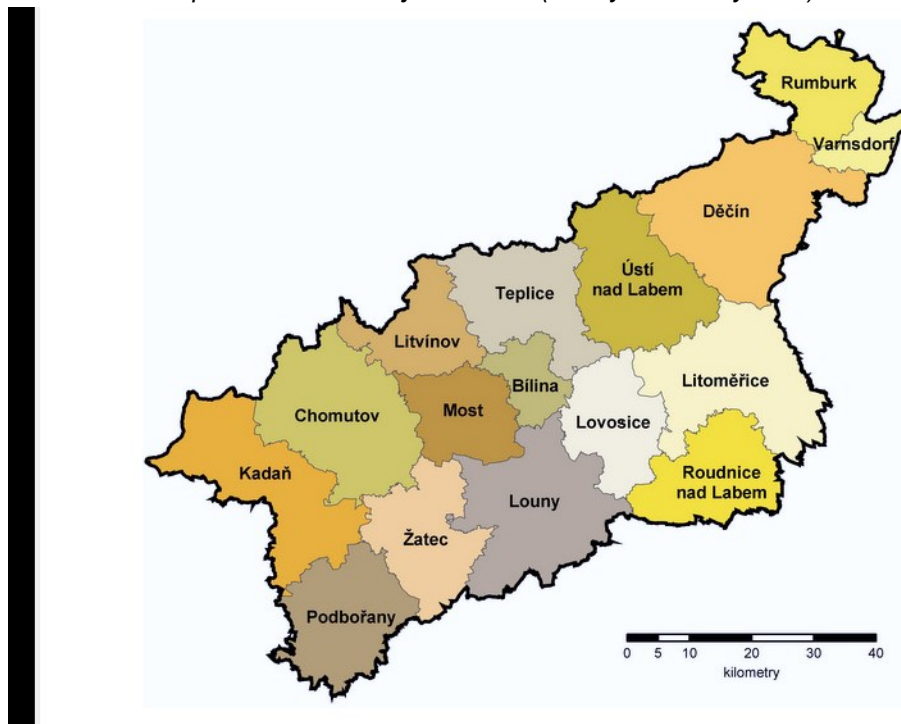 Rumburk
Varnsdorf
Děčín
Ústí
nad Labem
Teplice
Litvínov
Bílina
Litoměřice
Chomutov
Most
Lovosice
Kadaň
Roudnice
nad Labem
Louny
Žatec
Podbořany
0 5 10 20 30 40
kilometry